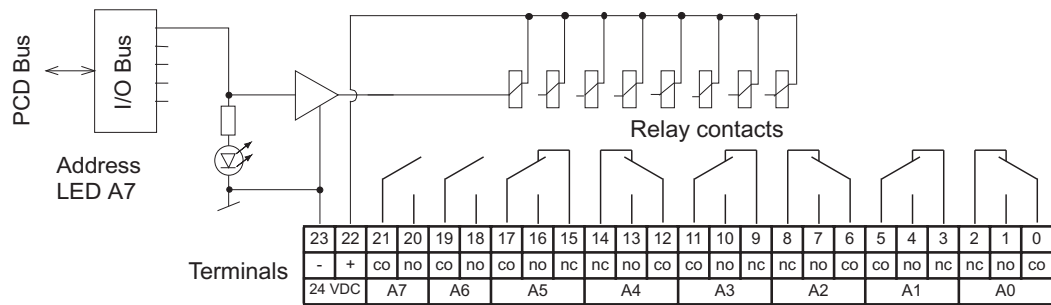 PCD Bus
I/O Bus
Relay contacts
Address
LED A7
23 22 21 20 19 18 17 16 15 14 13 12 11 10 9 8 7 6 5 4 3 2 1 0
Terminals - + co no co no co no nc nc no co co no nc nc no co co no nc nc no co
24 VDC A7 A6 A5 A4 A3 A2 A1 A0